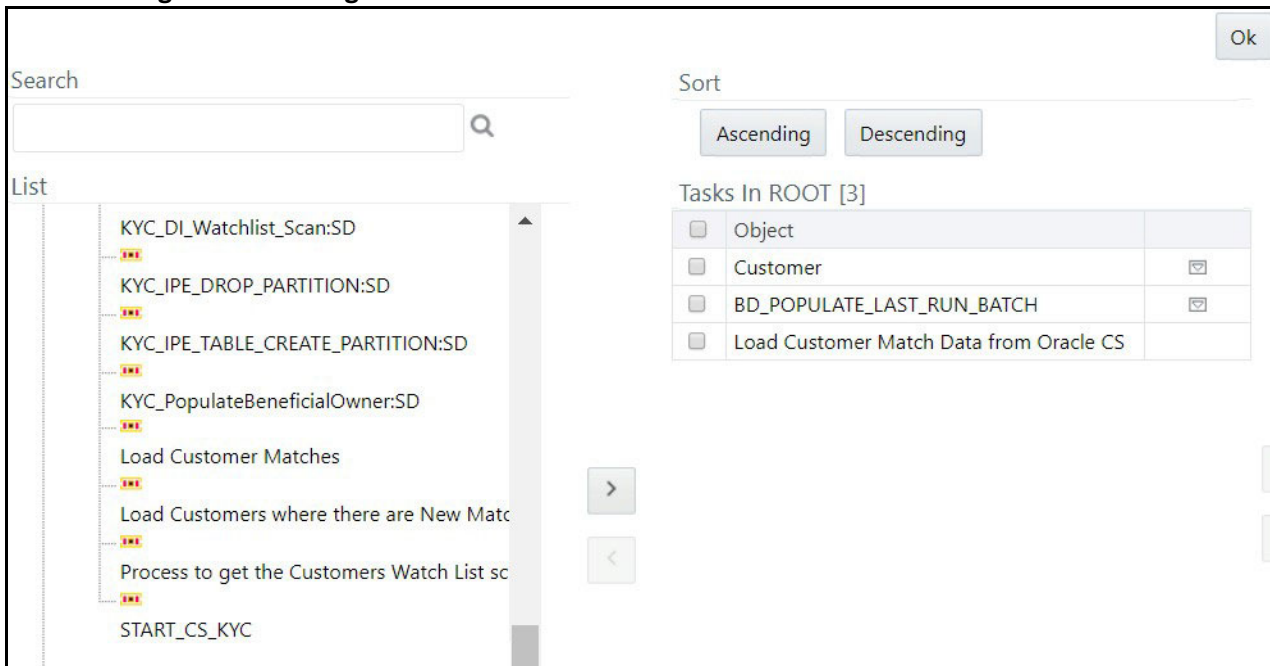 Ok
Search
List
KYC_DI_Watchlist_Scan:SD
KYC_IPE_DROP_PARTITION:SD
KYC_IPE_TABLE_CREATE_PARTITION:SD
KYC_PopulateBeneficialOwner:SD
Load Customer Matches
Load Customers where there are New Matc
Process to get the Customers Watch List sc
START_CS_KYC
>
<
Sort
Ascending Descending
Tasks In ROOT [3]
Object
Customer
BD_POPULATE_LAST_RUN_BATCH
Load Customer Match Data from Oracle CS